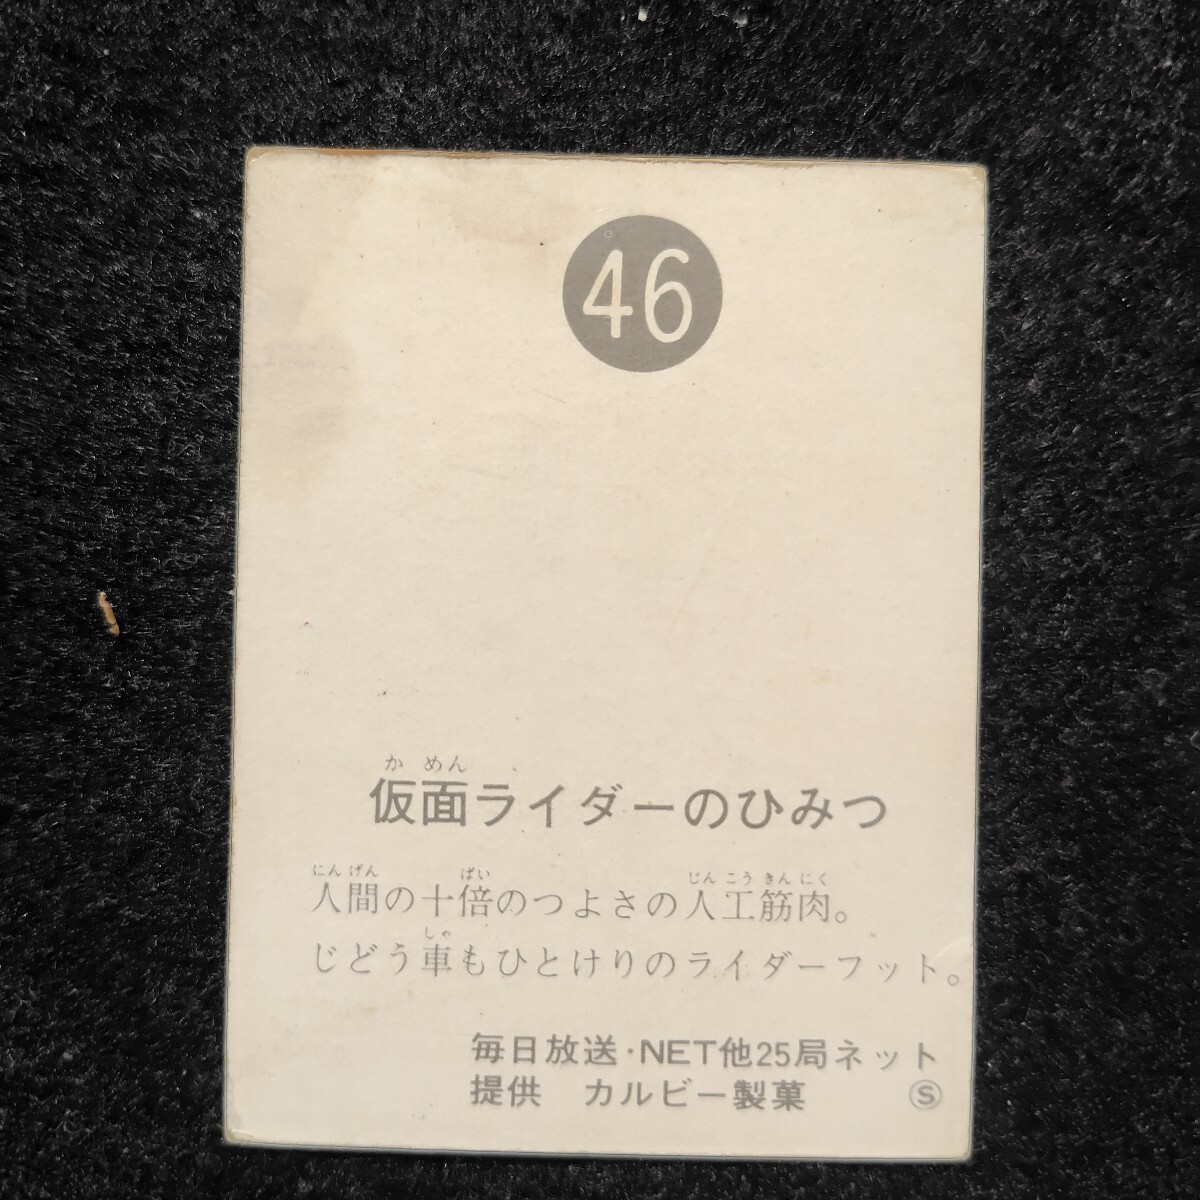 46
か めん
仮面ライダーのひみつ
にん げん ばい じん こう きん にく
人間の十倍のつよさの人工筋肉。
しゃ
じどう車もひとけりのライダーフット。
毎日放送·NET他25局ネット
提供 カルビー製菓 Ⓢ